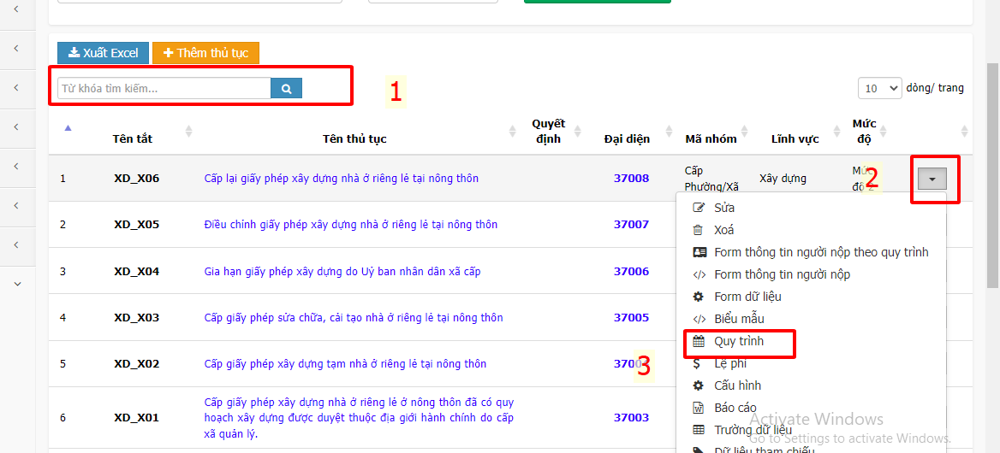 Xuất Excel Thêm thủ tục
Từ khóa tìm kiếm... 1 10 dòng/ trang
Tên tắt Tên thủ tục Quyết định Đại diện Mã nhóm Lĩnh vực Mức độ
1 XD_X06 Cấp lại giấy phép xây dựng nhà ở riêng lẻ tại nông thôn 37008 Cấp Phường/Xã Xây dựng Mức độ 2
2
2 XD_X05 Điều chỉnh giấy phép xây dựng nhà ở riêng lẻ tại nông thôn 37007
3 XD_X04 Gia hạn giấy phép xây dựng do Uỷ ban nhân dân xã cấp 37006
4 XD_X03 Cấp giấy phép sửa chữa, cải tạo nhà ở riêng lẻ tại nông thôn 37005
5 XD_X02 Cấp giấy phép xây dựng tạm nhà ở riêng lẻ tại nông thôn
3
6 XD_X01 Cấp giấy phép xây dựng nhà ở riêng lẻ ở nông thôn đã có quy
hoạch xây dựng được duyệt thuộc địa giới hành chính do cấp
xã quản lý. 37003
Sửa
Xoá
Form thông tin người nộp theo quy trình
Form thông tin người nộp
Form dữ liệu
Biểu mẫu
Quy trình
Lệ phí
Cấu hình
Báo cáo
Trường dữ liệu
Dữ liệu tham chiếu
Activate Windows
Go to Settings to activate Windows.